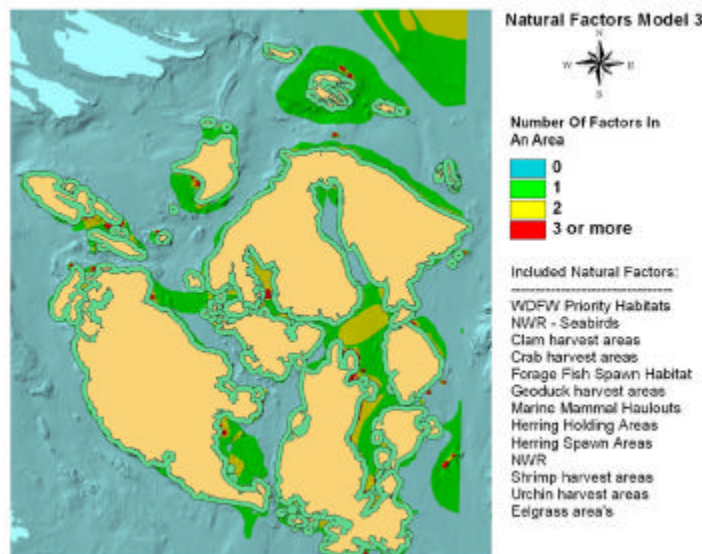 Natural Factors Model 3
N
W E
S
Number Of Factors In
An Area
0
1
2
3 or more
Included Natural Factors:
WDFW Priority Habitats
NWR - Seabirds
Clam harvest areas
Crab harvest areas
Forage Fish Spawn Habitat
Geoduck harvest areas
Marine Mammal Haulouts
Herring Holding Areas
Herring Spawn Areas
NWR
Shrimp harvest areas
Urchin harvest areas
Eelgrass area's